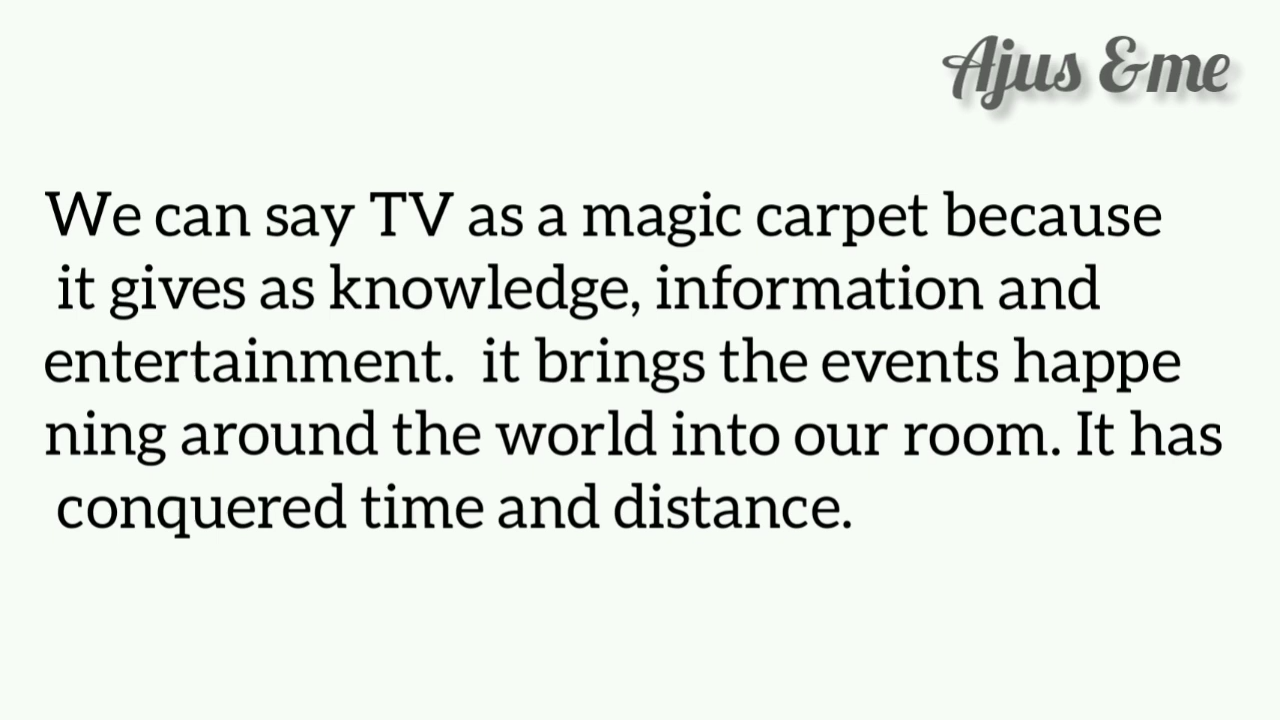 Ajus &me
We can say TV as a magic carpet because
it gives as knowledge, information and
entertainment.  it brings the events happe
ning around the world into our room. It has
conquered time and distance.